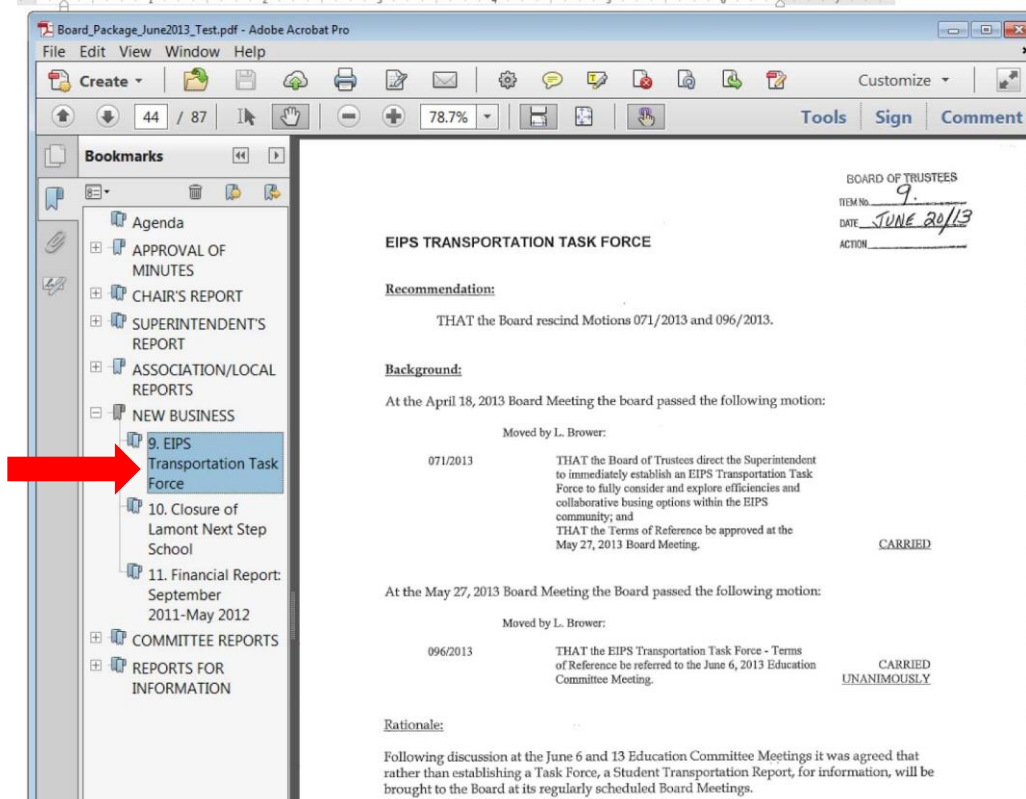 Board_Package_June2013_Test.pdf - Adobe Acrobat Pro
File Edit View Window Help
Create Customize
44 / 87 78.7% Tools Sign Comment
Bookmarks
Agenda
APPROVAL OF
MINUTES
CHAIR'S REPORT
SUPERINTENDENT'S
REPORT
ASSOCIATION/LOCAL
REPORTS
NEW BUSINESS
9. EIPS
Transportation Task
Force
10. Closure of
Lamont Next Step
School
11. Financial Report:
September
2011-May 2012
COMMITTEE REPORTS
REPORTS FOR
INFORMATION
BOARD OF TRUSTEES
ITEM No. 9.
DATE JUNE 20/13
ACTION
EIPS TRANSPORTATION TASK FORCE
Recommendation:
THAT the Board rescind Motions 071/2013 and 096/2013.
Background:
At the April 18, 2013 Board Meeting the board passed the following motion:
Moved by L. Brower:
071/2013 THAT the Board of Trustees direct the Superintendent
to immediately establish an EIPS Transportation Task
Force to fully consider and explore efficiencies and
collaborative busing options within the EIPS
community; and
THAT the Terms of Reference be approved at the
May 27, 2013 Board Meeting. CARRIED
At the May 27, 2013 Board Meeting the Board passed the following motion:
Moved by L. Brower:
096/2013 THAT the EIPS Transportation Task Force - Terms
of Reference be referred to the June 6, 2013 Education CARRIED
Committee Meeting. UNANIMOUSLY
Rationale:
Following discussion at the June 6 and 13 Education Committee Meetings it was agreed that
rather than establishing a Task Force, a Student Transportation Report, for information, will be
brought to the Board at its regularly scheduled Board Meetings.